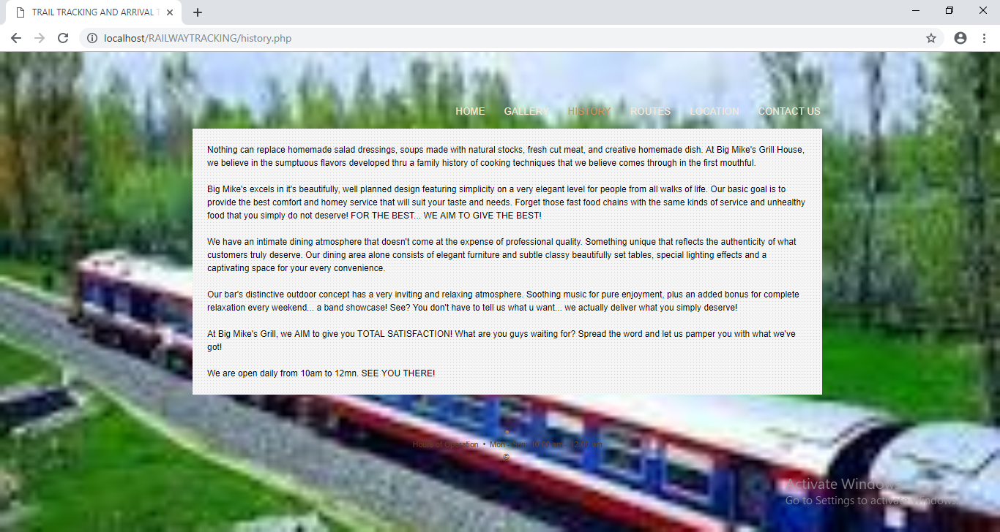 TRAIL TRACKING AND ARRIVAL T
localhost/RAILWAYTRACKING/history.php
HOME GALLERY HISTORY ROUTES LOCATION CONTACT US
Nothing can replace homemade salad dressings, soups made with natural stocks, fresh cut meat, and creative homemade dish. At Big Mike's Grill House,
we believe in the sumptuous flavors developed thru a family history of cooking techniques that we believe comes through in the first mouthful.
Big Mike's excels in it's beautifully, well planned design featuring simplicity on a very elegant level for people from all walks of life. Our basic goal is to
provide the best comfort and homey service that will suit your taste and needs. Forget those fast food chains with the same kinds of service and unhealthy
food that you simply do not deserve! FOR THE BEST... WE AIM TO GIVE THE BEST!
We have an intimate dining atmosphere that doesn't come at the expense of professional quality. Something unique that reflects the authenticity of what
customers truly deserve. Our dining area alone consists of elegant furniture and subtle classy beautifully set tables, special lighting effects and a
captivating space for your every convenience.
Our bar's distinctive outdoor concept has a very inviting and relaxing atmosphere. Soothing music for pure enjoyment, plus an added bonus for complete
relaxation every weekend... a band showcase! See? You don't have to tell us what u want... we actually deliver what you simply deserve!
At Big Mike's Grill, we AIM to give you TOTAL SATISFACTION! What are you guys waiting for? Spread the word and let us pamper you with what we've
got!
We are open daily from 10am to 12mn. SEE YOU THERE!
Hours of Operation • Mon - Sun: 10:00 am - 12:00 mn
©
Activate Windows
Go to Settings to activate Windows.